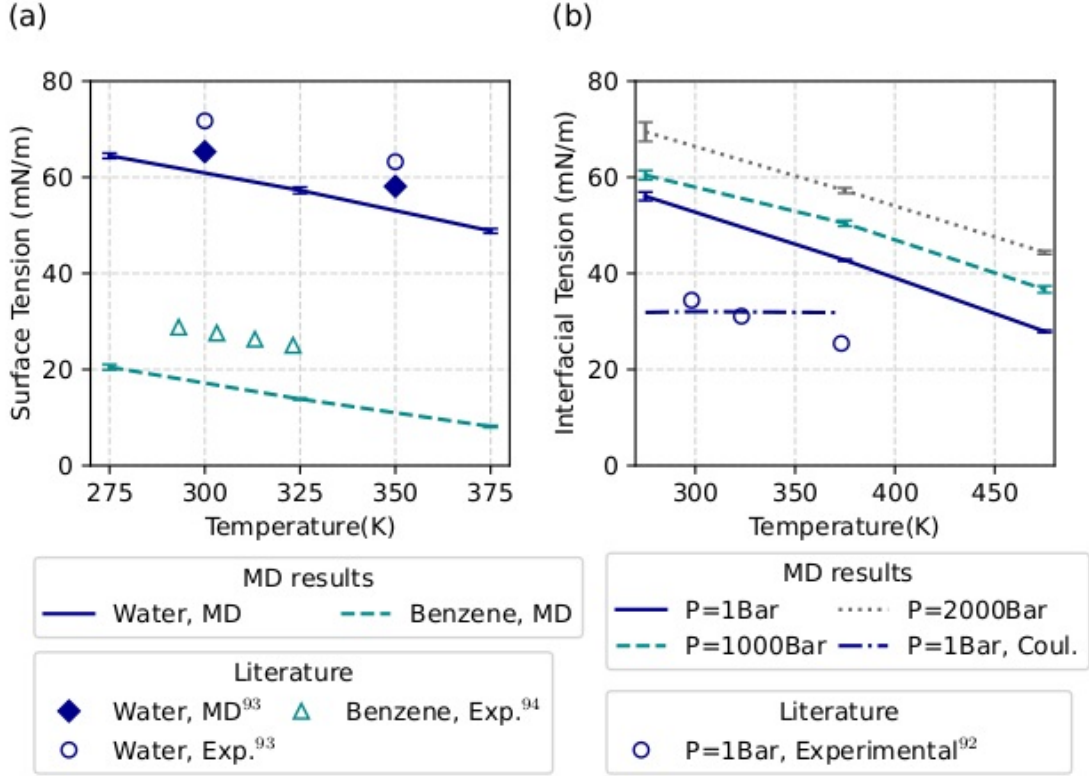 (a)
(b)
80
60
40
20
0
Surface Tension (mN/m)
275 300 325 350 375
Temperature(K)
80
60
40
20
0
Interfacial Tension (mN/m)
300 350 400 450
Temperature(K)
MD results
Water, MD Benzene, MD
Literature
Water, MD⁹³ Benzene, Exp.⁹⁴
Water, Exp.⁹³
MD results
P=1Bar P=2000Bar
P=1000Bar P=1Bar, Coul.
Literature
P=1Bar, Experimental⁹²